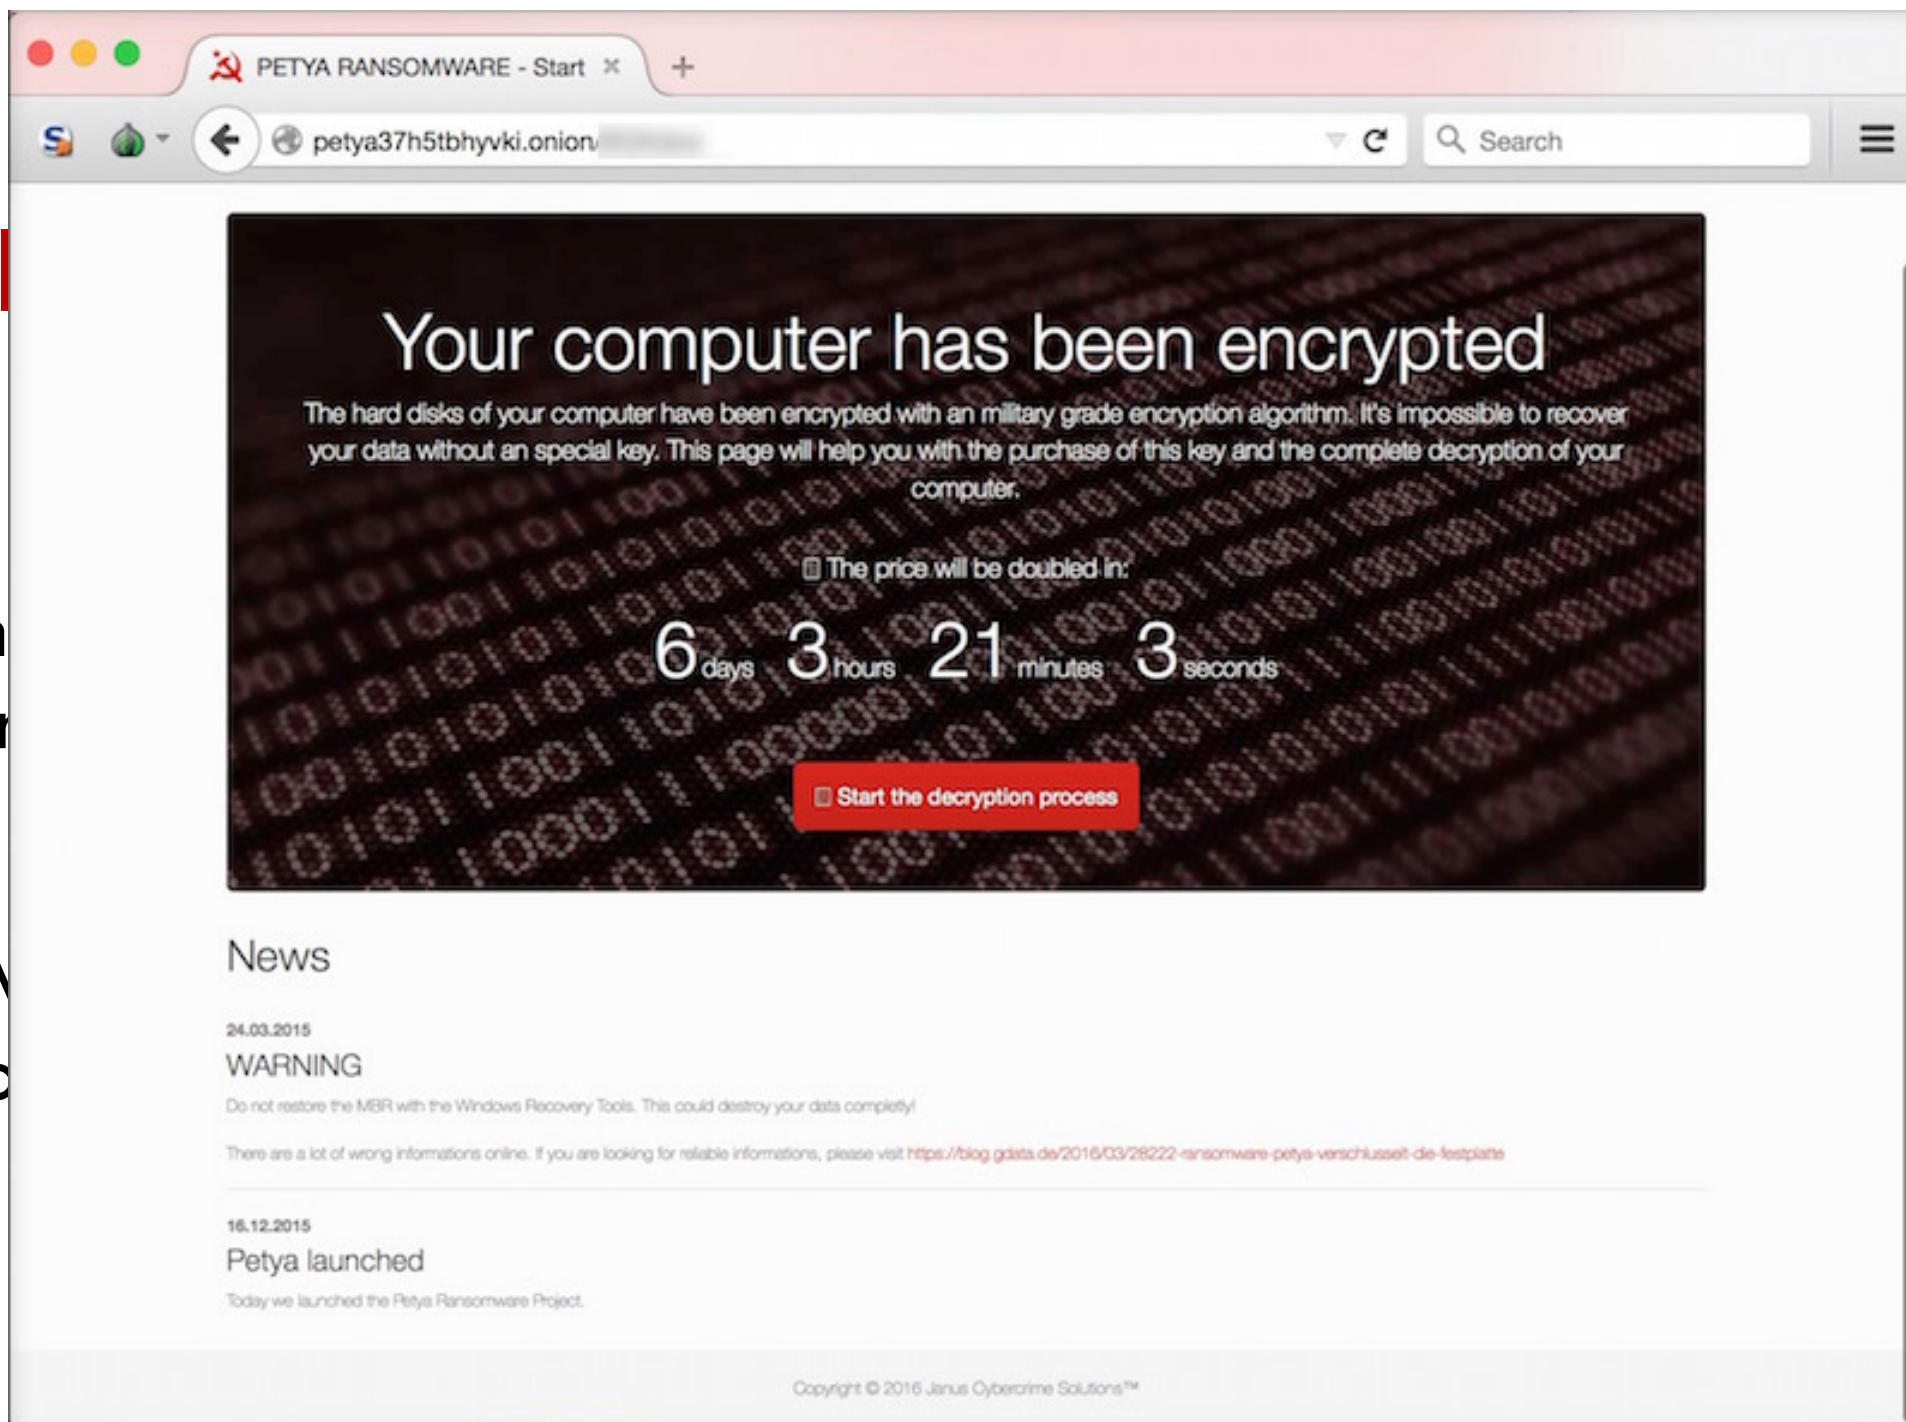 PETYA RANSOMWARE - Start
petya37h5tbhyvki.onion/
Search
Your computer has been encrypted
The hard disks of your computer have been encrypted with an military grade encryption algorithm. It's impossible to recover
your data without an special key. This page will help you with the purchase of this key and the complete decryption of your
computer.
The price will be doubled in:
6 days 3 hours 21 minutes 3 seconds
Start the decryption process
News
24.03.2015
WARNING
Do not restore the MBR with the Windows Recovery Tools. This could destroy your data completly!
There are a lot of wrong informations online. If you are looking for reliable informations, please visit https://blog.gdata.de/2016/03/28222-ransomware-petya-verschlusselt-die-festplatte
16.12.2015
Petya launched
Today we launched the Petya Ransomware Project.
Copyright © 2016 Janus Cybercrime Solutions™